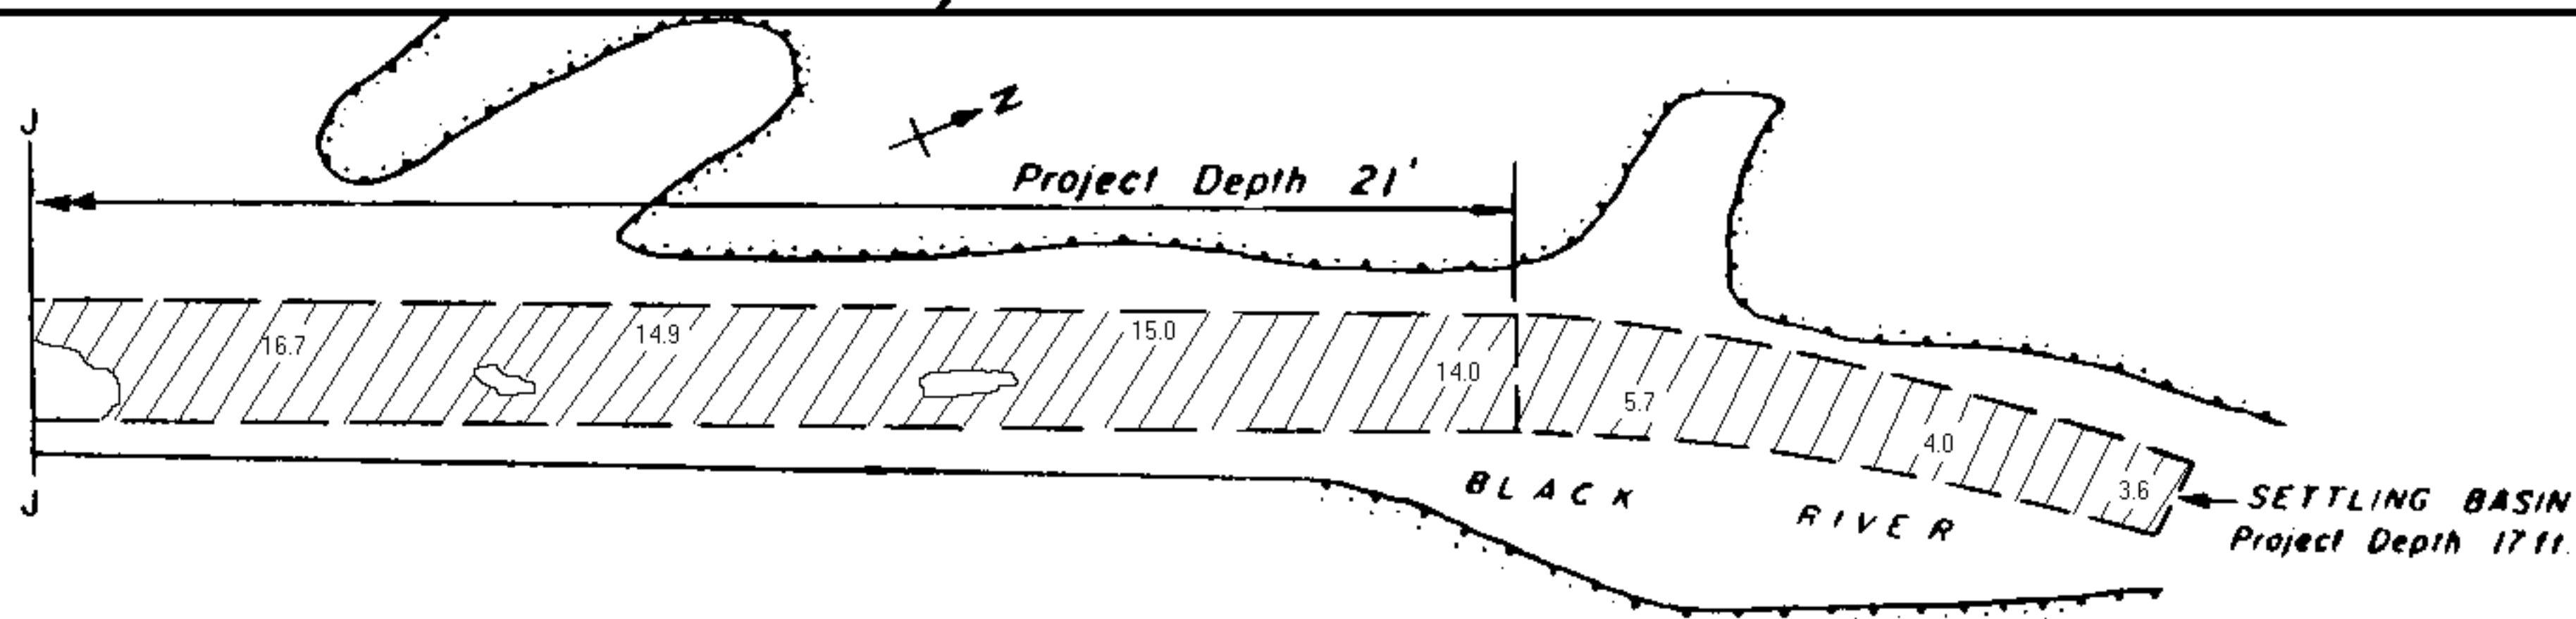 J
N
Project Depth 21'
16.7
14.9
15.0
14.0
5.7
4.0
3.6
BLACK
RIVER
J
SETTLING BASIN
Project Depth 17 ft.